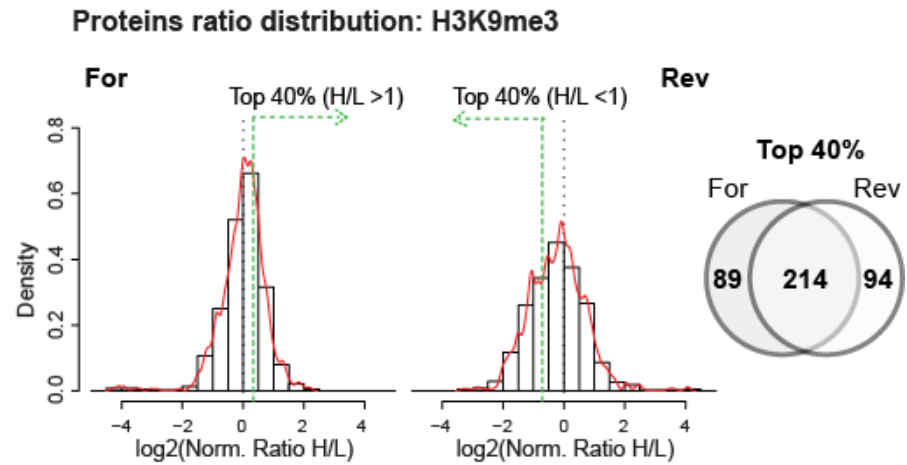 Proteins ratio distribution: H3K9me3
For
Rev
Top 40% (H/L >1)
Top 40% (H/L <1)
Density
0.8
0.6
0.4
0.2
0.0
−4 −2 0 2 4
log2(Norm. Ratio H/L)
−4 −2 0 2 4
log2(Norm. Ratio H/L)
Top 40%
For Rev
89 214 94